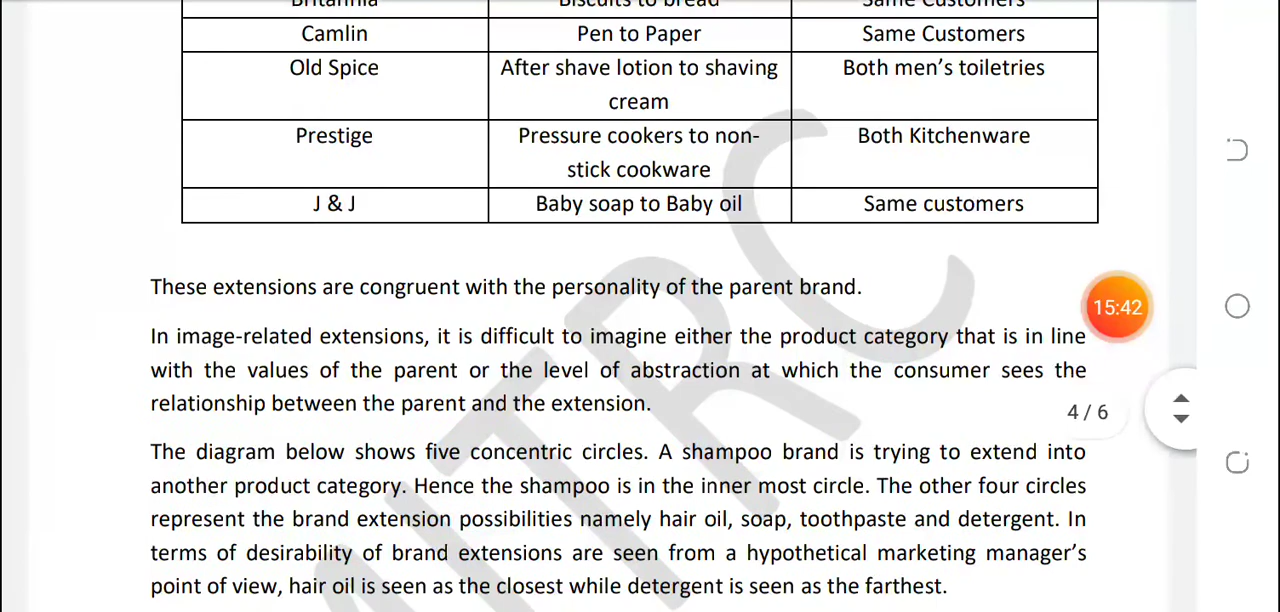 Britannia Biscuits to bread Same Customers
Camlin Pen to Paper Same Customers
Old Spice After shave lotion to shaving Both men’s toiletries
cream
Prestige Pressure cookers to non- Both Kitchenware
stick cookware
J & J Baby soap to Baby oil Same customers
These extensions are congruent with the personality of the parent brand.
15:42
In image-related extensions, it is difficult to imagine either the product category that is in line
with the values of the parent or the level of abstraction at which the consumer sees the
relationship between the parent and the extension.
4 / 6
The diagram below shows five concentric circles. A shampoo brand is trying to extend into
another product category. Hence the shampoo is in the inner most circle. The other four circles
represent the brand extension possibilities namely hair oil, soap, toothpaste and detergent. In
terms of desirability of brand extensions are seen from a hypothetical marketing manager’s
point of view, hair oil is seen as the closest while detergent is seen as the farthest.
MTRC